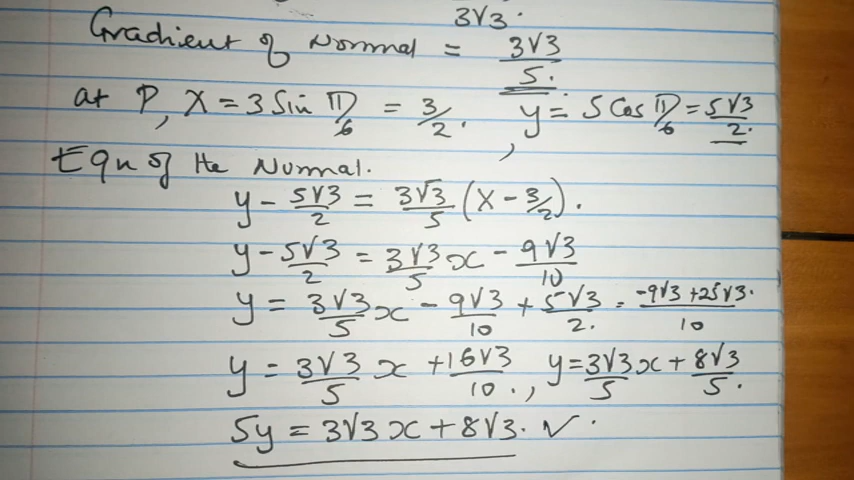 3√3.
Gradient of Normal = 3√3/5.
at P, X = 3 Sin π/6 = 3/2. , y = 5 Cos π/6 = 5√3/2.
Eqn of the Normal.
y - 5√3/2 = 3√3/5 (x - 3/2).
y - 5√3/2 = 3√3/5 x - 9√3/10
y = 3√3/5 x - 9√3/10 + 5√3/2. = -9√3+25√3./10
y = 3√3/5 x + 16√3/10. , y = 3√3/5 x + 8√3/5.
5y = 3√3 x + 8√3. ✓.